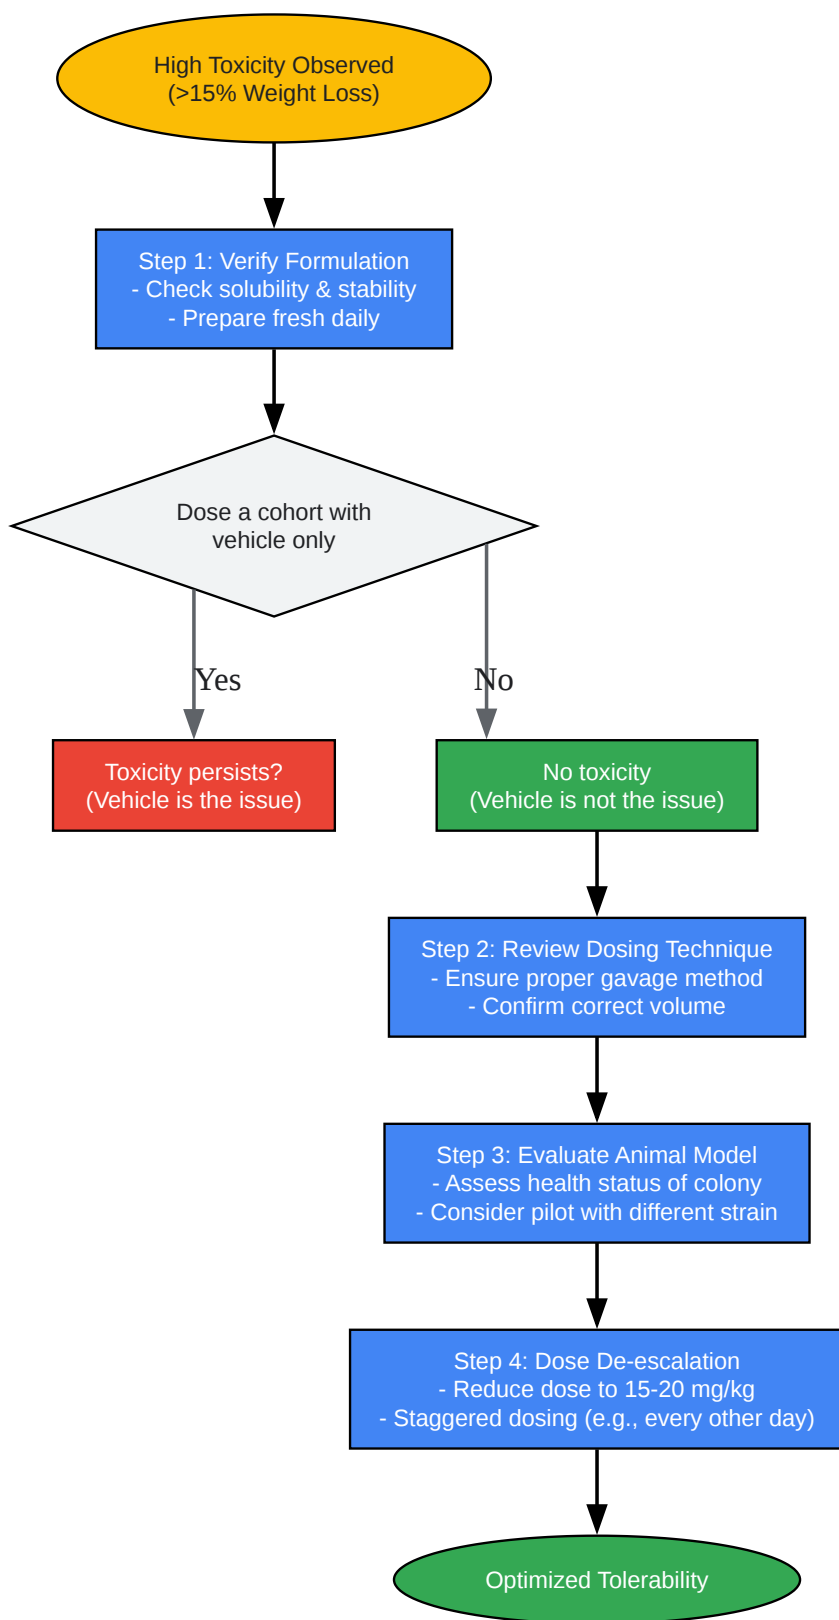 High Toxicity Observed
(>15% Weight Loss)
Step 1: Verify Formulation
- Check solubility & stability
- Prepare fresh daily
Dose a cohort with
vehicle only
Yes
No
Toxicity persists?
(Vehicle is the issue)
No toxicity
(Vehicle is not the issue)
Step 2: Review Dosing Technique
- Ensure proper gavage method
- Confirm correct volume
Step 3: Evaluate Animal Model
- Assess health status of colony
- Consider pilot with different strain
Step 4: Dose De-escalation
- Reduce dose to 15-20 mg/kg
- Staggered dosing (e.g., every other day)
Optimized Tolerability